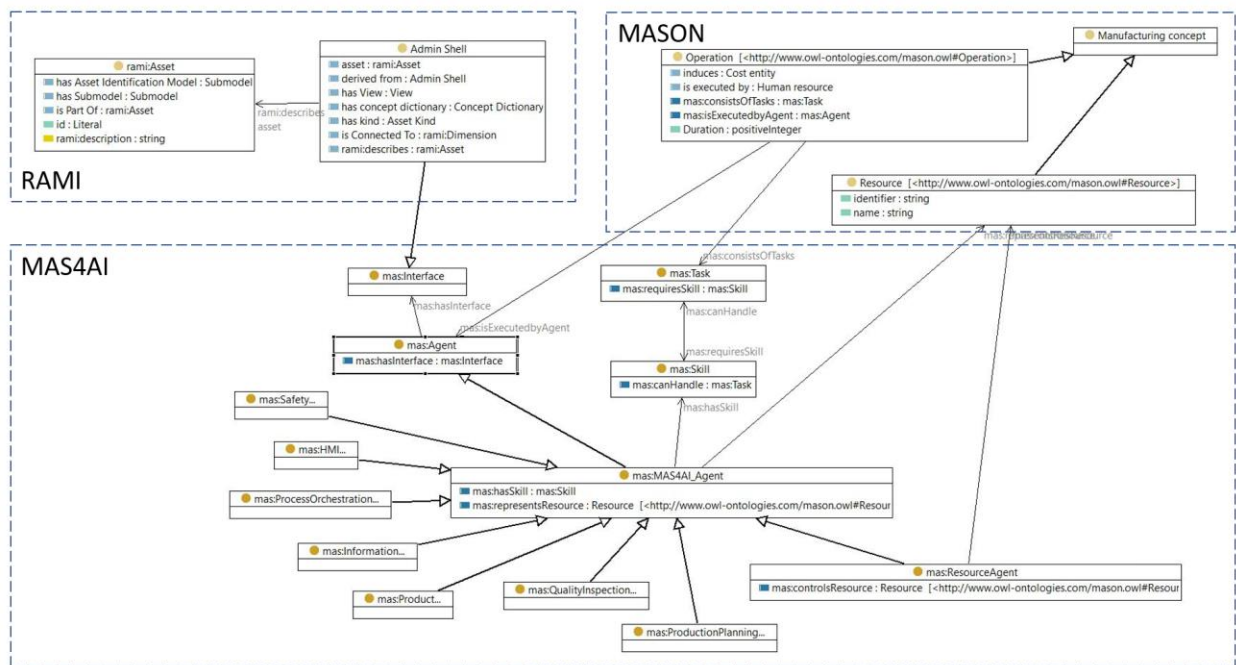 RAMI
rami:Asset
has Asset Identification Model : Submodel
has Submodel : Submodel
is Part Of : rami:Asset
id : Literal
rami:description : string
rami:describes
asset
Admin Shell
asset : rami:Asset
derived from : Admin Shell
has View : View
has concept dictionary : Concept Dictionary
has kind : Asset Kind
is Connected To : rami:Dimension
rami:describes : rami:Asset
MASON
Manufacturing concept
Operation [<http://www.owl-ontologies.com/mason.owl#Operation>]
induces : Cost entity
is executed by : Human resource
mas:consistsOfTasks : mas:Task
mas:isExecutedbyAgent : mas:Agent
Duration : positiveInteger
Resource [<http://www.owl-ontologies.com/mason.owl#Resource>]
identifier : string
name : string
MAS4AI
mas:Interface
mas:hasInterface
mas:isExecutedbyAgent
mas:Agent
mas:hasInterface : mas:Interface
mas:consistsOfTasks
mas:Task
mas:requiresSkill : mas:Skill
mas:canHandle
mas:requiresSkill
mas:Skill
mas:canHandle : mas:Task
mas:hasSkill
mas:Safety...
mas:HMI...
mas:ProcessOrchestration...
mas:Information...
mas:Product...
mas:QualityInspection...
mas:ProductionPlanning...
mas:MAS4AI_Agent
mas:hasSkill : mas:Skill
mas:representsResource : Resource [<http://www.owl-ontologies.com/mason.owl#Resour
mas:ResourceAgent
mas:controlsResource : Resource [<http://www.owl-ontologies.com/mason.owl#Resour